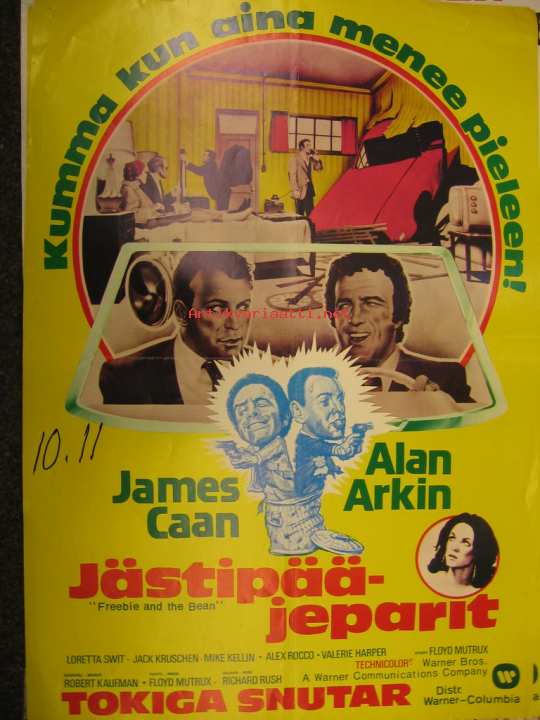 Kumma kun aina menee pieleen!
Antikvariaatti.net
10.11
James Caan
Alan Arkin
Jästipää-
"Freebie and the Bean"
jeparit
LORETTA SWIT · JACK KRUSCHEN · MIKE KELLIN · ALEX ROCCO · VALERIE HARPER
FLOYD MUTRUX
TECHNICOLOR® Warner Bros.
A Warner Communications Company
ROBERT KAUFMAN · FLOYD MUTRUX · RICHARD RUSH
TOKIGA SNUTAR
Distr.
Warner-Columbia